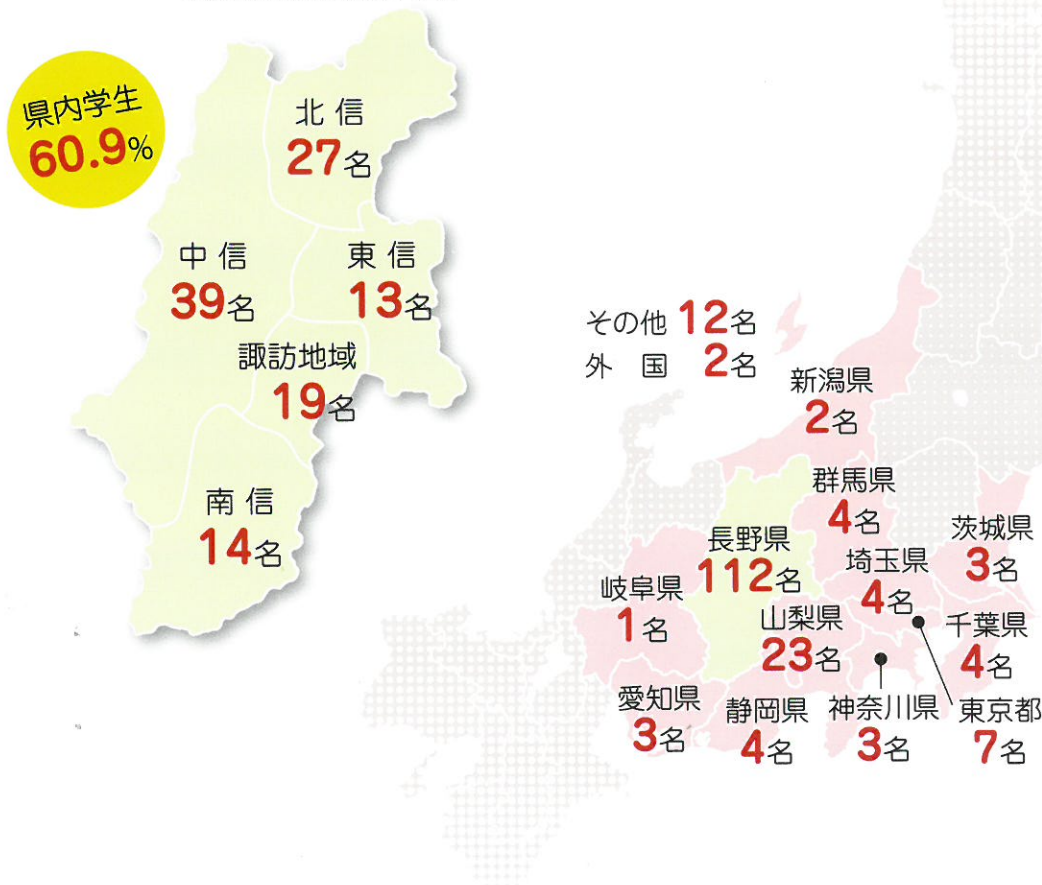 県内学生
60.9%
北信
27名
中信
39名
東信
13名
諏訪地域
19名
南信
14名
その他 12名
外国 2名
新潟県
2名
群馬県
4名
茨城県
3名
長野県
112名
埼玉県
4名
岐阜県
1名
山梨県
23名
千葉県
4名
愛知県
3名
静岡県
4名
神奈川県
3名
東京都
7名